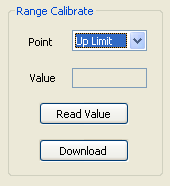 Range Calibrate
Point Up Limit
Value
Read Value
Download